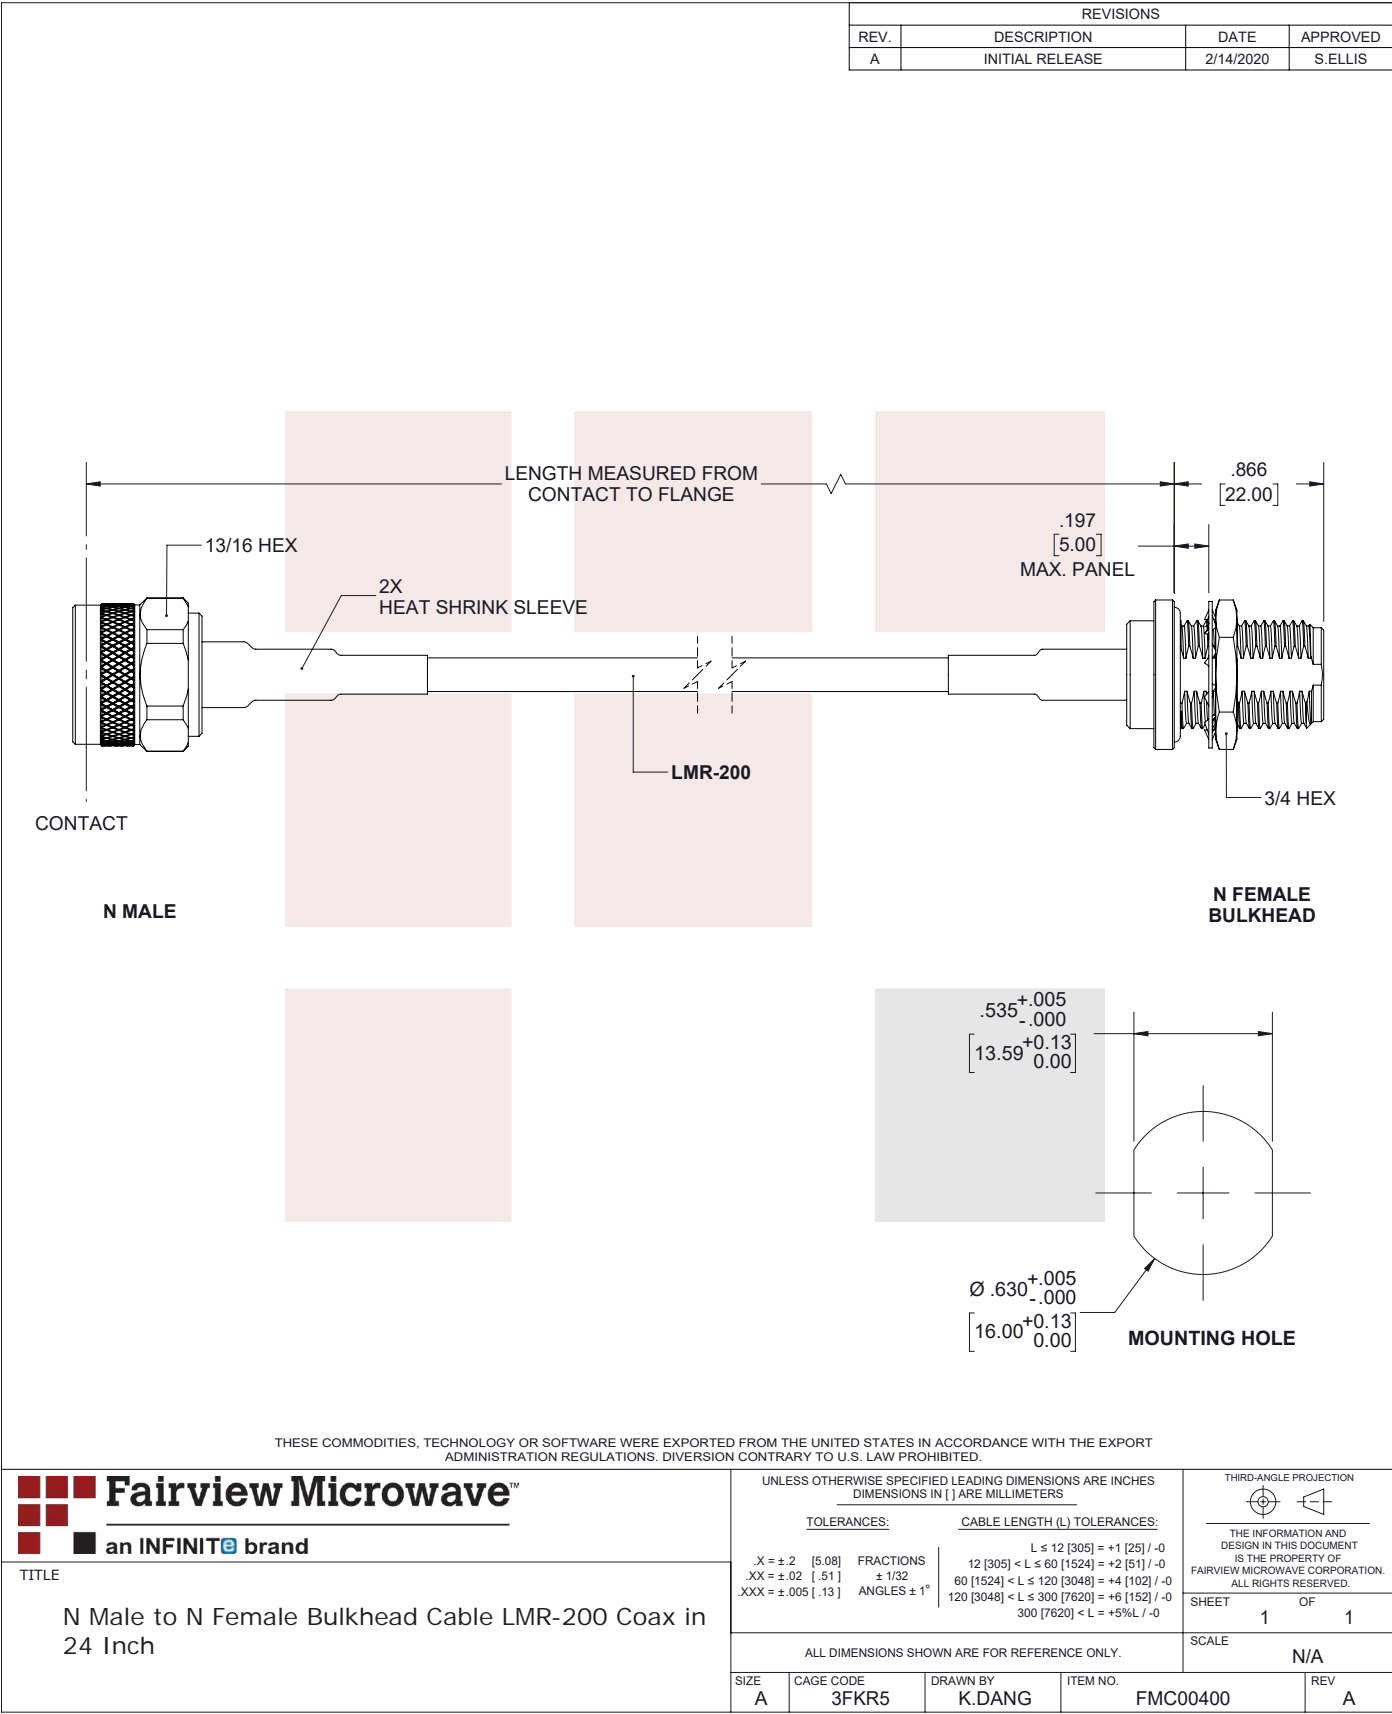 REVISIONS
REV. DESCRIPTION DATE APPROVED
A INITIAL RELEASE 2/14/2020 S.ELLIS
LENGTH MEASURED FROM
CONTACT TO FLANGE
.866
[22.00]
.197
[5.00]
MAX. PANEL
13/16 HEX
2X
HEAT SHRINK SLEEVE
LMR-200
3/4 HEX
CONTACT
N MALE
N FEMALE
BULKHEAD
.535 +.005
-.000
[13.59 +0.13
0.00]
Ø .630 +.005
-.000
[16.00 +0.13
0.00]
MOUNTING HOLE
THESE COMMODITIES, TECHNOLOGY OR SOFTWARE WERE EXPORTED FROM THE UNITED STATES IN ACCORDANCE WITH THE EXPORT
ADMINISTRATION REGULATIONS. DIVERSION CONTRARY TO U.S. LAW PROHIBITED.
Fairview Microwave™
an INFINITe brand
TITLE
N Male to N Female Bulkhead Cable LMR-200 Coax in
24 Inch
UNLESS OTHERWISE SPECIFIED LEADING DIMENSIONS ARE INCHES
DIMENSIONS IN [ ] ARE MILLIMETERS
TOLERANCES:
.X = ±.2 [5.08] FRACTIONS
.XX = ±.02 [ .51 ] ± 1/32
.XXX = ±.005 [ .13 ] ANGLES ± 1°
CABLE LENGTH (L) TOLERANCES:
L ≤ 12 [305] = +1 [25] / -0
12 [305] < L ≤ 60 [1524] = +2 [51] / -0
60 [1524] < L ≤ 120 [3048] = +4 [102] / -0
120 [3048] < L ≤ 300 [7620] = +6 [152] / -0
300 [7620] < L = +5%L / -0
ALL DIMENSIONS SHOWN ARE FOR REFERENCE ONLY.
THIRD-ANGLE PROJECTION
THE INFORMATION AND
DESIGN IN THIS DOCUMENT
IS THE PROPERTY OF
FAIRVIEW MICROWAVE CORPORATION.
ALL RIGHTS RESERVED.
SHEET 1 OF 1
SCALE N/A
SIZE A
CAGE CODE 3FKR5
DRAWN BY K.DANG
ITEM NO. FMC00400
REV A